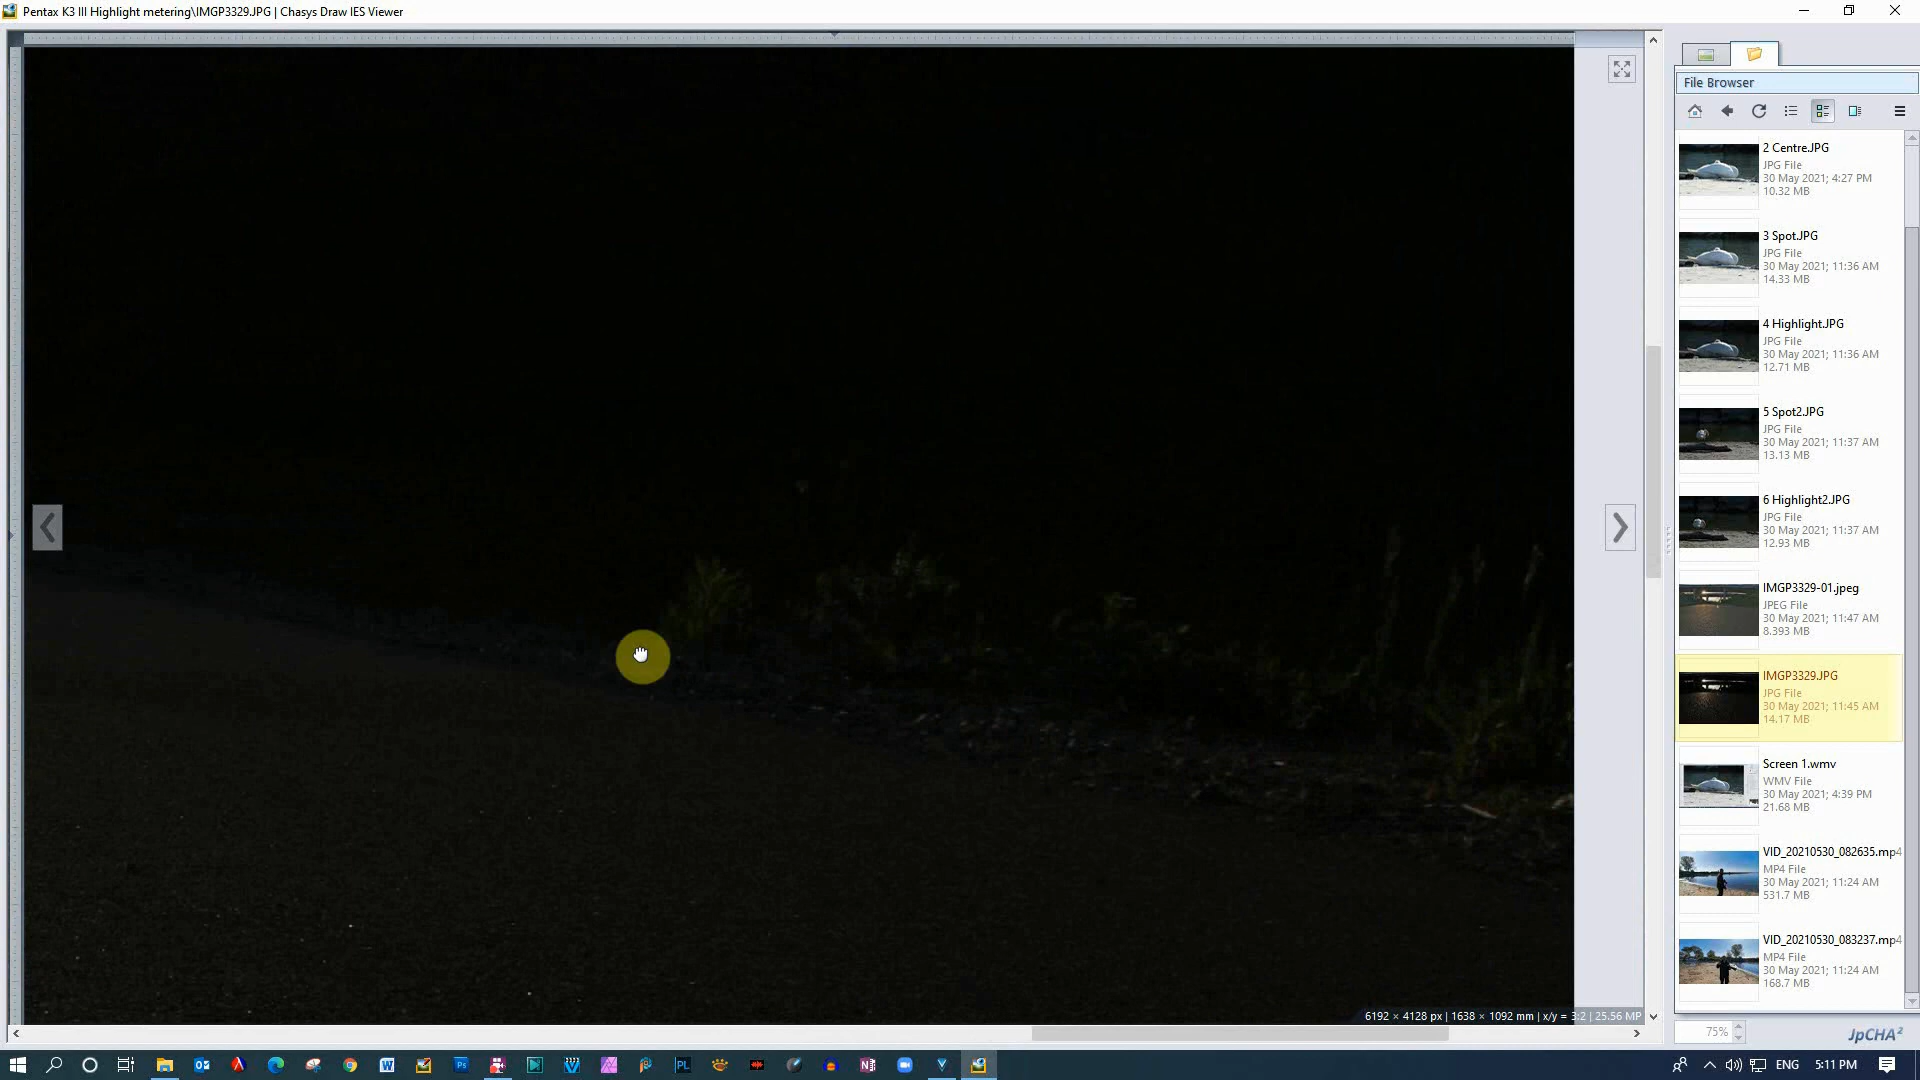 Pentax K3 III Highlight metering\IMGP3329.JPG | Chasys Draw IES Viewer
File Browser
2 Centre.JPG
JPG File
30 May 2021; 4:27 PM
10.32 MB
3 Spot.JPG
JPG File
30 May 2021; 11:36 AM
14.33 MB
4 Highlight.JPG
JPG File
30 May 2021; 11:36 AM
12.71 MB
5 Spot2.JPG
JPG File
30 May 2021; 11:37 AM
13.13 MB
6 Highlight2.JPG
JPG File
30 May 2021; 11:37 AM
12.93 MB
IMGP3329-01.jpeg
JPEG File
30 May 2021; 11:47 AM
8.393 MB
IMGP3329.JPG
JPG File
30 May 2021; 11:45 AM
14.17 MB
Screen 1.wmv
WMV File
30 May 2021; 4:39 PM
21.68 MB
VID_20210530_082635.mp4
MP4 File
30 May 2021; 11:24 AM
531.7 MB
VID_20210530_083237.mp4
MP4 File
30 May 2021; 11:24 AM
168.7 MB
6192 × 4128 px | 1638 × 1092 mm | x/y = 3:2 | 25.56 MP
75%
JpCHA²
ENG
5:11 PM